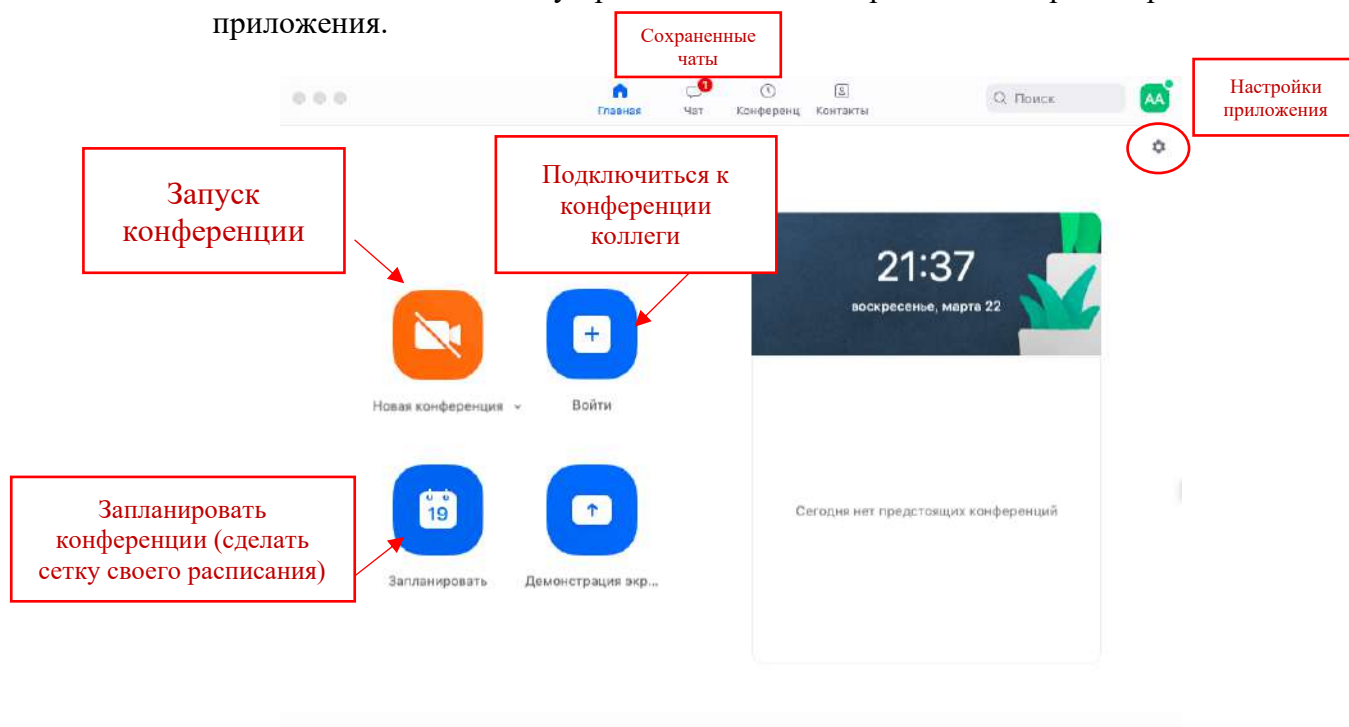 приложения.
Сохраненные
чаты
Настройки
приложения
1
Главная
Чат
Конференц
Контакты
Поиск
AA
Запуск
конференции
Подключиться к
конференции
коллеги
21:37
воскресенье, марта 22
Новая конференция
Войти
Запланировать
конференции (сделать
сетку своего расписания)
19
Сегодня нет предстоящих конференций
Запланировать
Демонстрация экр...